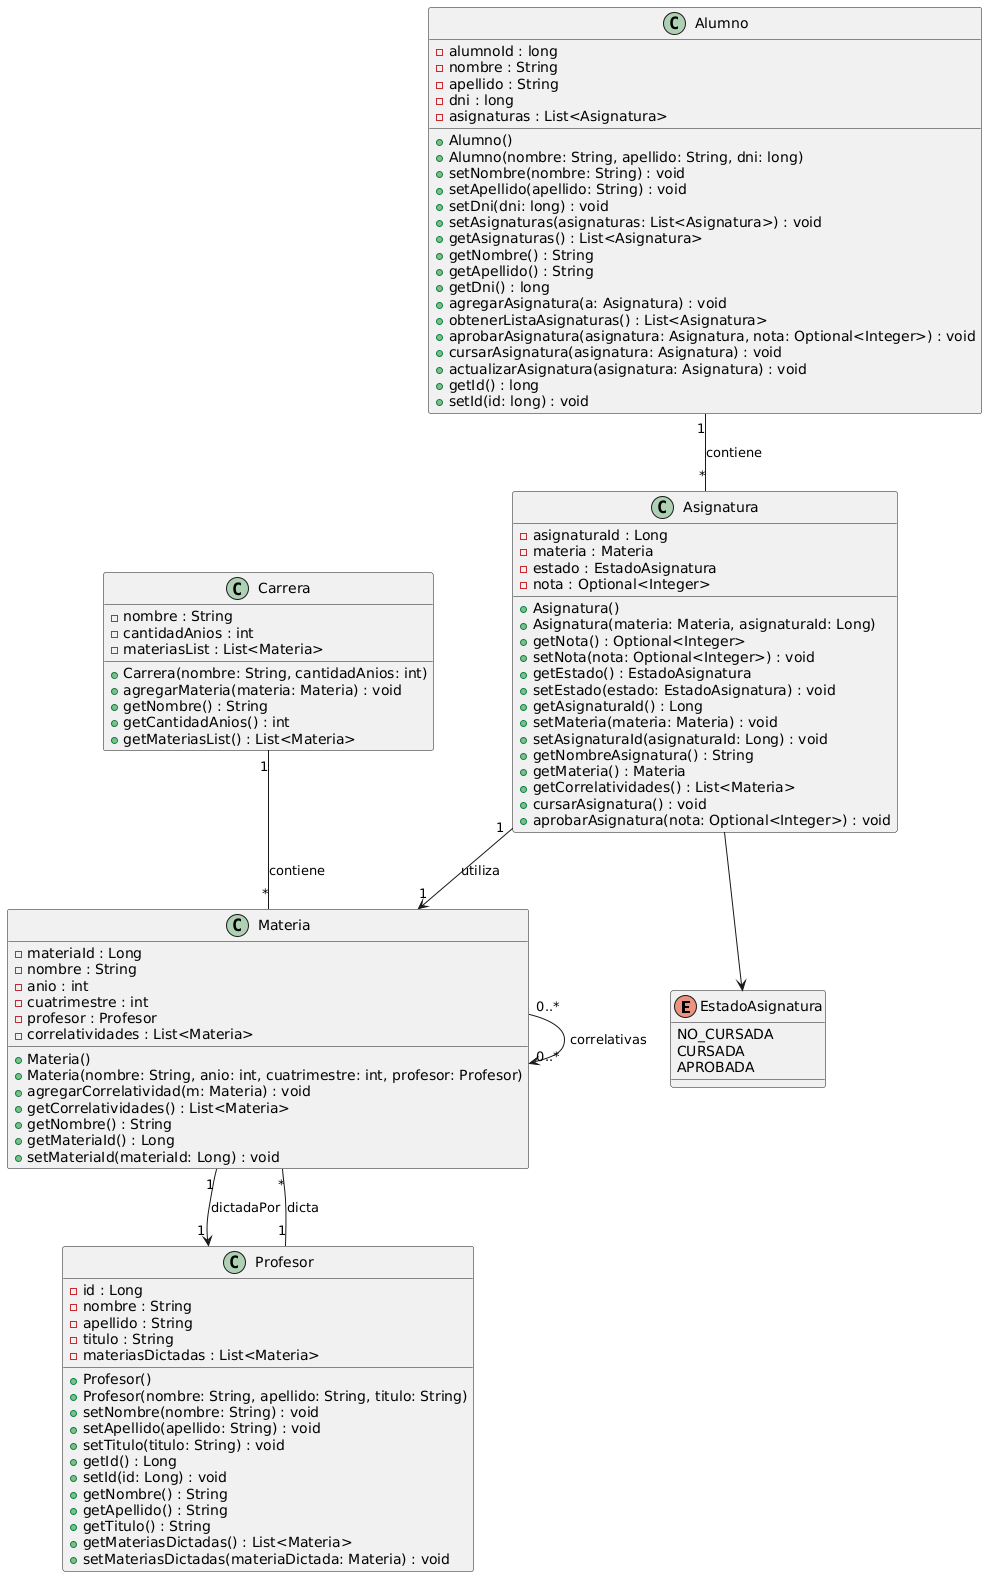 C Alumno
alumnoId : long
nombre : String
apellido : String
dni : long
asignaturas : List<Asignatura>
Alumno()
Alumno(nombre: String, apellido: String, dni: long)
setNombre(nombre: String) : void
setApellido(apellido: String) : void
setDni(dni: long) : void
setAsignaturas(asignaturas: List<Asignatura>) : void
getAsignaturas() : List<Asignatura>
getNombre() : String
getApellido() : String
getDni() : long
agregarAsignatura(a: Asignatura) : void
obtenerListaAsignaturas() : List<Asignatura>
aprobarAsignatura(asignatura: Asignatura, nota: Optional<Integer>) : void
cursarAsignatura(asignatura: Asignatura) : void
actualizarAsignatura(asignatura: Asignatura) : void
getId() : long
setId(id: long) : void
1
contiene
*
C Asignatura
asignaturaId : Long
materia : Materia
estado : EstadoAsignatura
nota : Optional<Integer>
Asignatura()
Asignatura(materia: Materia, asignaturaId: Long)
getNota() : Optional<Integer>
setNota(nota: Optional<Integer>) : void
getEstado() : EstadoAsignatura
setEstado(estado: EstadoAsignatura) : void
getAsignaturaId() : Long
setMateria(materia: Materia) : void
setAsignaturaId(asignaturaId: Long) : void
getNombreAsignatura() : String
getMateria() : Materia
getCorrelatividades() : List<Materia>
cursarAsignatura() : void
aprobarAsignatura(nota: Optional<Integer>) : void
C Carrera
nombre : String
cantidadAnios : int
materiasList : List<Materia>
Carrera(nombre: String, cantidadAnios: int)
agregarMateria(materia: Materia) : void
getNombre() : String
getCantidadAnios() : int
getMateriasList() : List<Materia>
1
contiene
*
1
utiliza
1
C Materia
materiaId : Long
nombre : String
anio : int
cuatrimestre : int
profesor : Profesor
correlatividades : List<Materia>
Materia()
Materia(nombre: String, anio: int, cuatrimestre: int, profesor: Profesor)
agregarCorrelatividad(m: Materia) : void
getCorrelatividades() : List<Materia>
getNombre() : String
getMateriaId() : Long
setMateriaId(materiaId: Long) : void
0..*
correlativas
0..*
E EstadoAsignatura
NO_CURSADA
CURSADA
APROBADA
1
dictadaPor
1
*
dicta
1
C Profesor
id : Long
nombre : String
apellido : String
titulo : String
materiasDictadas : List<Materia>
Profesor()
Profesor(nombre: String, apellido: String, titulo: String)
setNombre(nombre: String) : void
setApellido(apellido: String) : void
setTitulo(titulo: String) : void
getId() : Long
setId(id: Long) : void
getNombre() : String
getApellido() : String
getTitulo() : String
getMateriasDictadas() : List<Materia>
setMateriasDictadas(materiaDictada: Materia) : void